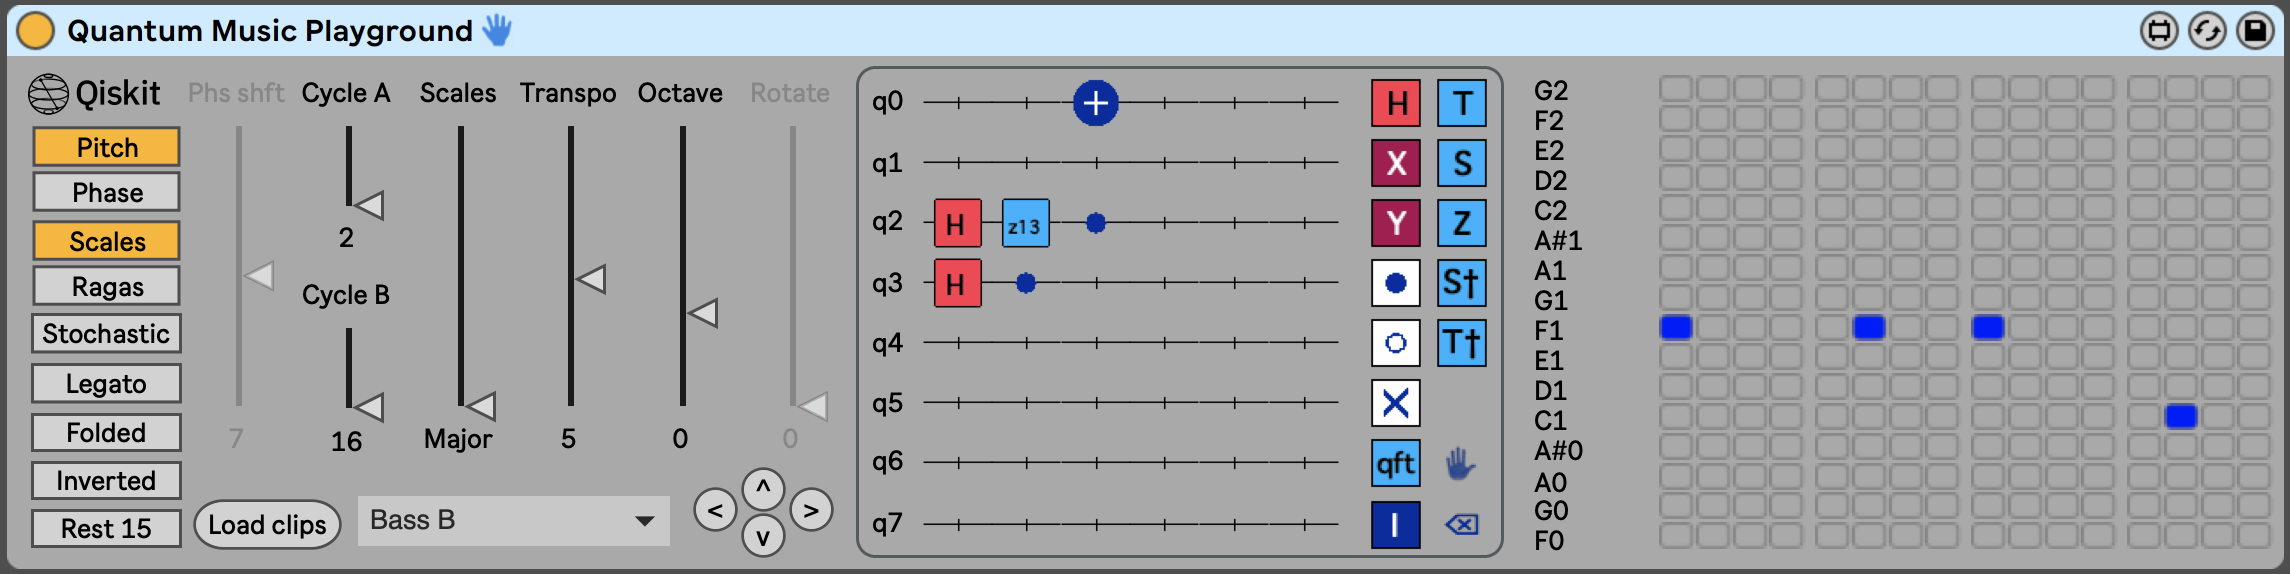 Quantum Music Playground
Qiskit
Phs shft
Cycle A
Scales
Transpo
Octave
Rotate
Pitch
Phase
Scales
Ragas
Stochastic
Legato
Folded
Inverted
Rest 15
2
Cycle B
7
16
Major
5
0
0
Load clips
Bass B
<
^
v
>
q0
+
H
T
q1
X
S
q2
H
z13
Y
Z
q3
H
S†
q4
T†
q5
q6
qft
q7
I
G2
F2
E2
D2
C2
A#1
A1
G1
F1
E1
D1
C1
A#0
A0
G0
F0